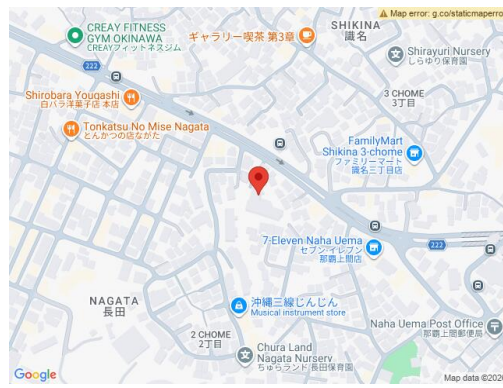 Map error: g.co/staticmaperro
CREAY FITNESS
GYM OKINAWA
CREAYフィットネスジム
SHIKINA
識名
ギャラリー喫茶 第3章
Shirayuri Nursery
しらゆり保育園
222
Shirobara Yougashi
白バラ洋菓子店 本店
3 CHOME
3丁目
Tonkatsu No Mise Nagata
とんかつの店ながた
FamilyMart
Shikina 3-chome
ファミリーマート
識名三丁目店
7-Eleven Naha Uema
セブン-イレブン
那覇上間店
222
NAGATA
長田
沖縄三線じんじん
Musical instrument store
2 CHOME
2丁目
Naha Uema Post Office
那覇上間郵便局
Chura Land
Nagata Nursery
ちゅらランド 長田保育園
Google
Map data ©202